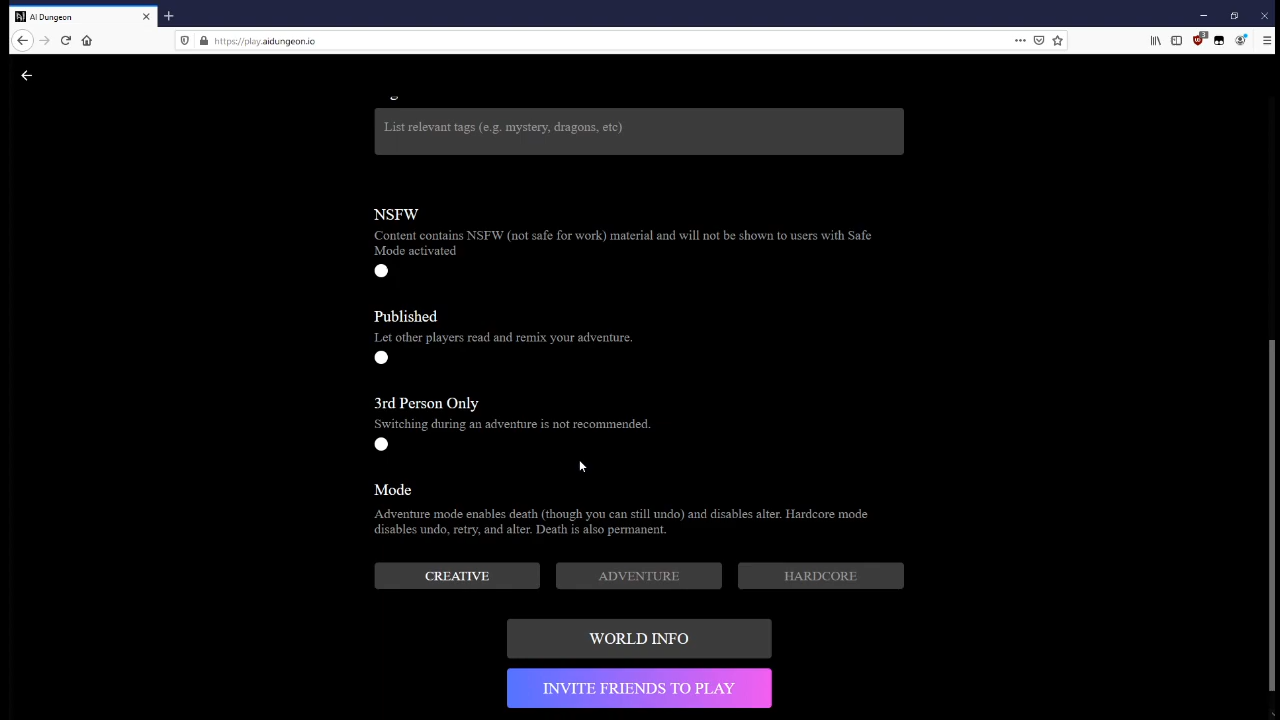 AI Dungeon
https://play.aidungeon.io
3
List relevant tags (e.g. mystery, dragons, etc)
NSFW
Content contains NSFW (not safe for work) material and will not be shown to users with Safe
Mode activated
Published
Let other players read and remix your adventure.
3rd Person Only
Switching during an adventure is not recommended.
Mode
Adventure mode enables death (though you can still undo) and disables alter. Hardcore mode
disables undo, retry, and alter. Death is also permanent.
CREATIVE
ADVENTURE
HARDCORE
WORLD INFO
INVITE FRIENDS TO PLAY